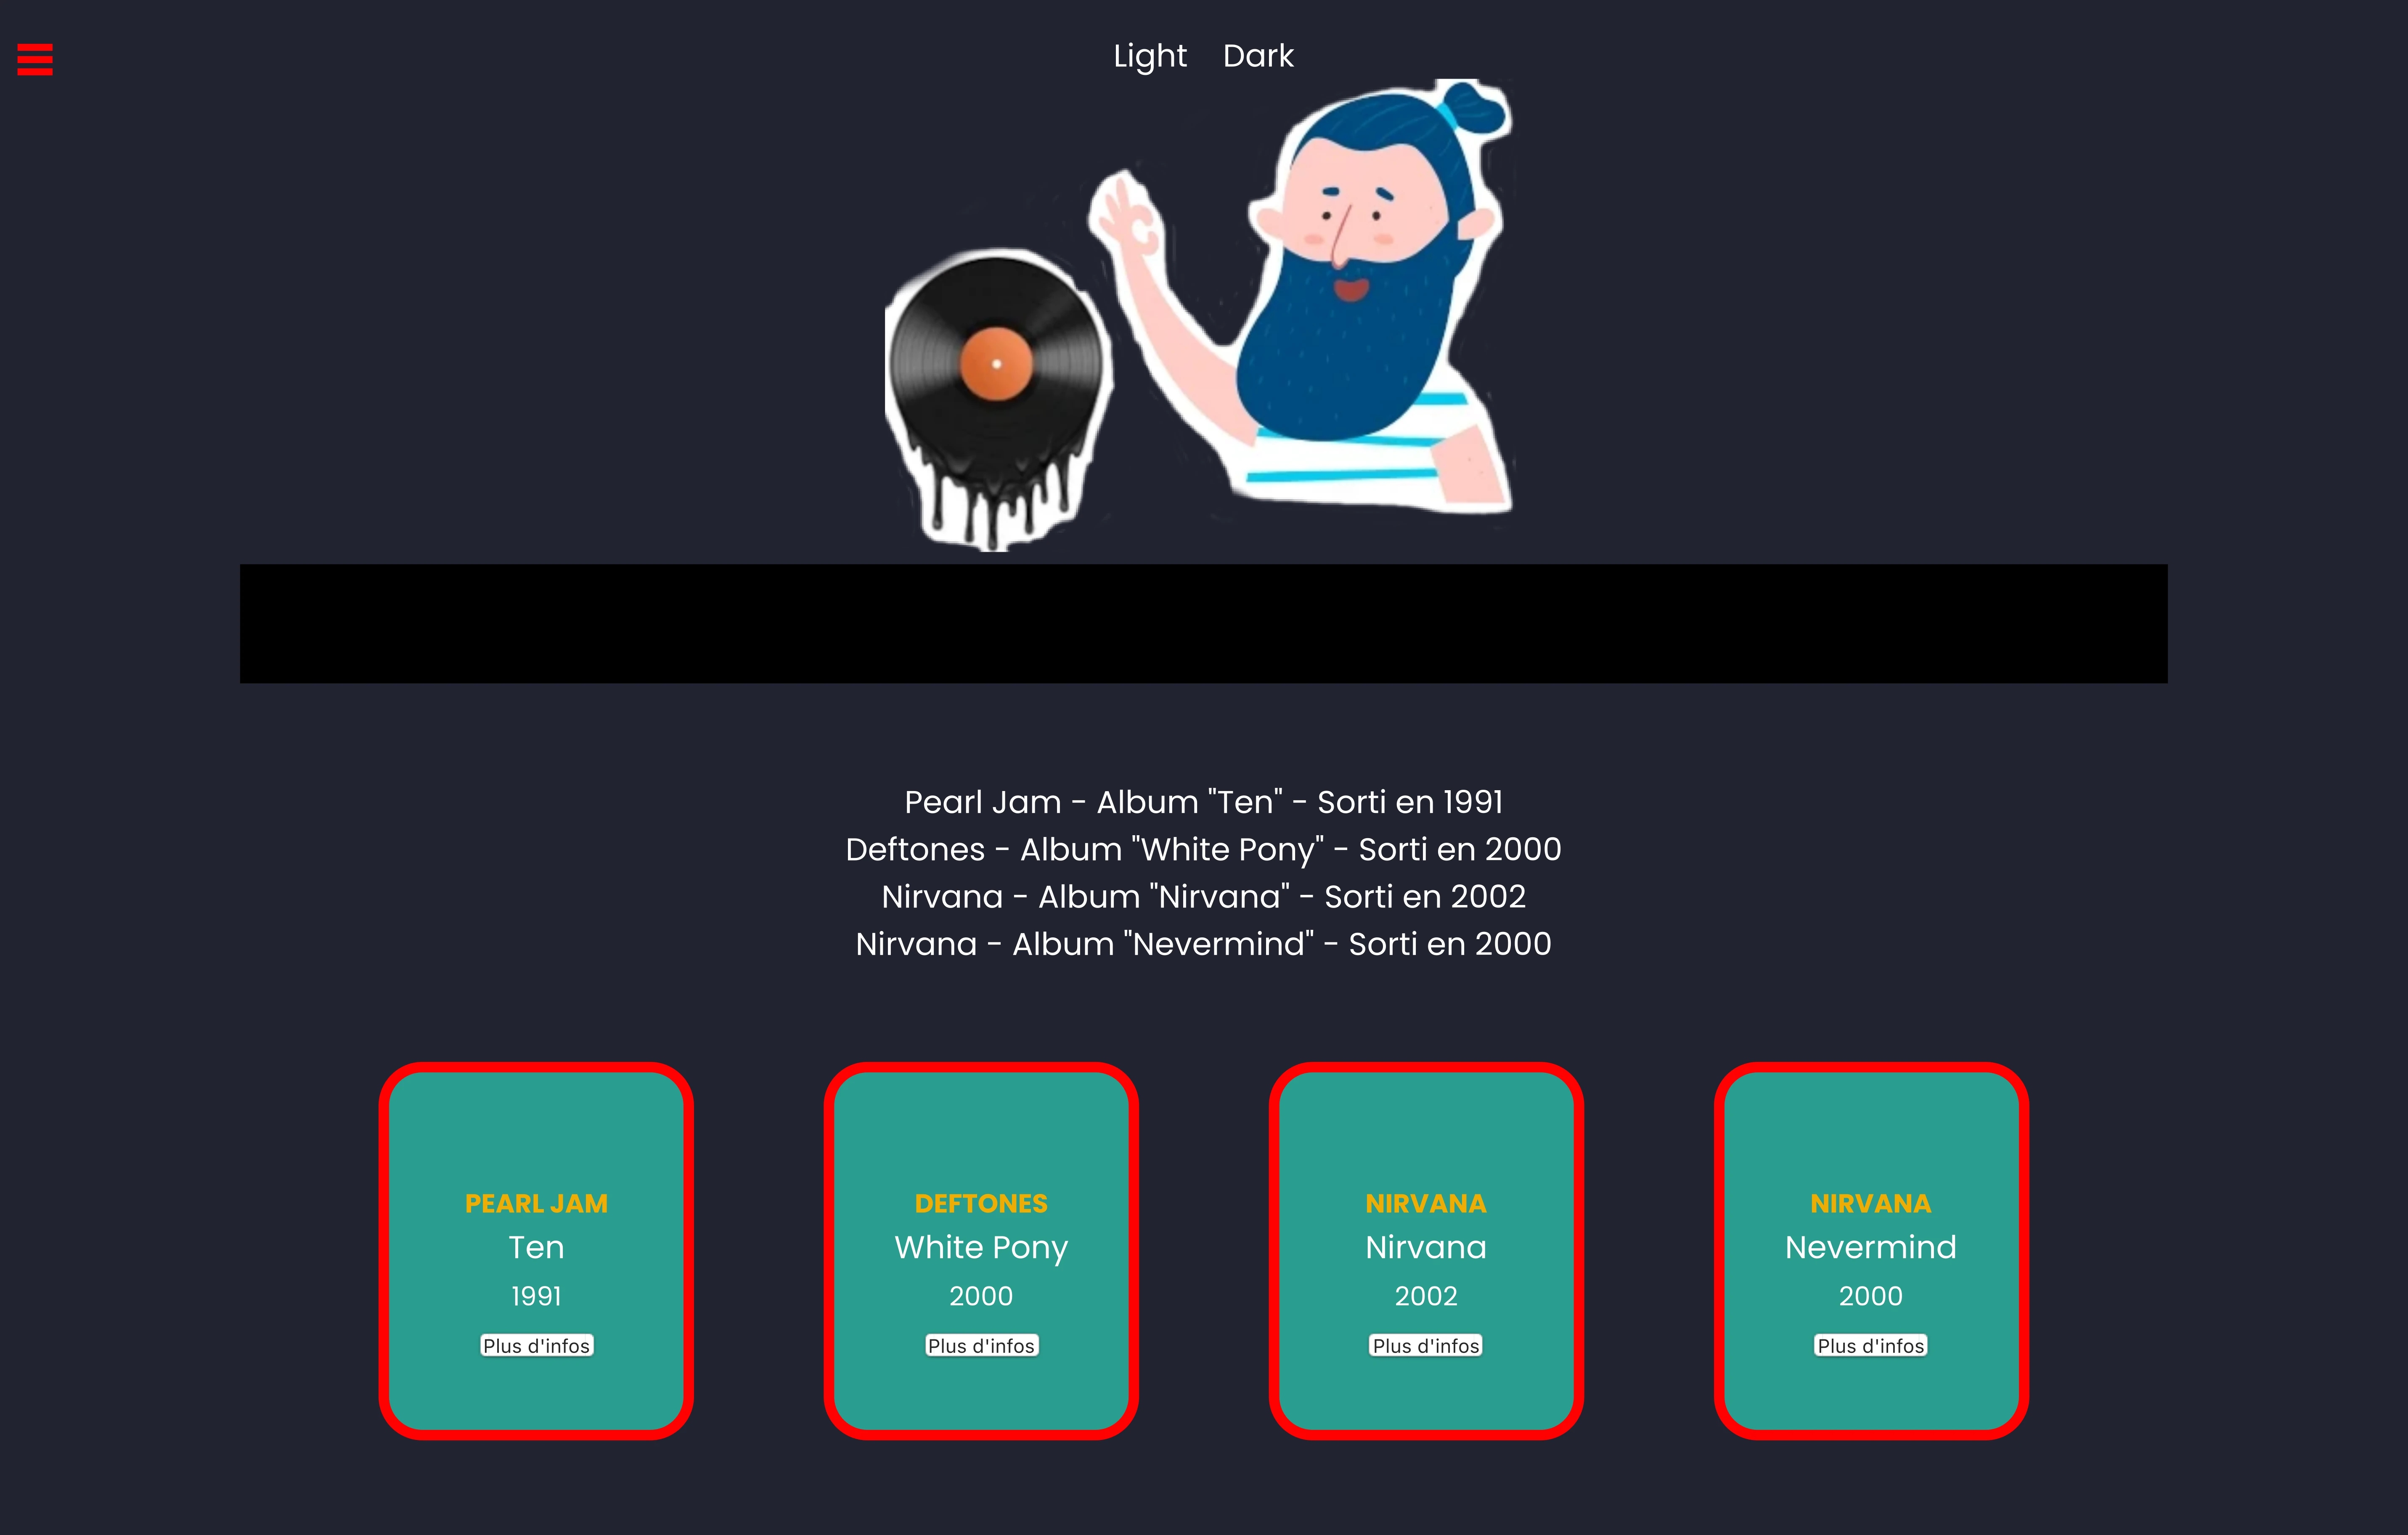 Light Dark
Pearl Jam - Album "Ten" - Sorti en 1991
Deftones - Album "White Pony" - Sorti en 2000
Nirvana - Album "Nirvana" - Sorti en 2002
Nirvana - Album "Nevermind" - Sorti en 2000
PEARL JAM
Ten
1991
Plus d'infos
DEFTONES
White Pony
2000
Plus d'infos
NIRVANA
Nirvana
2002
Plus d'infos
NIRVANA
Nevermind
2000
Plus d'infos